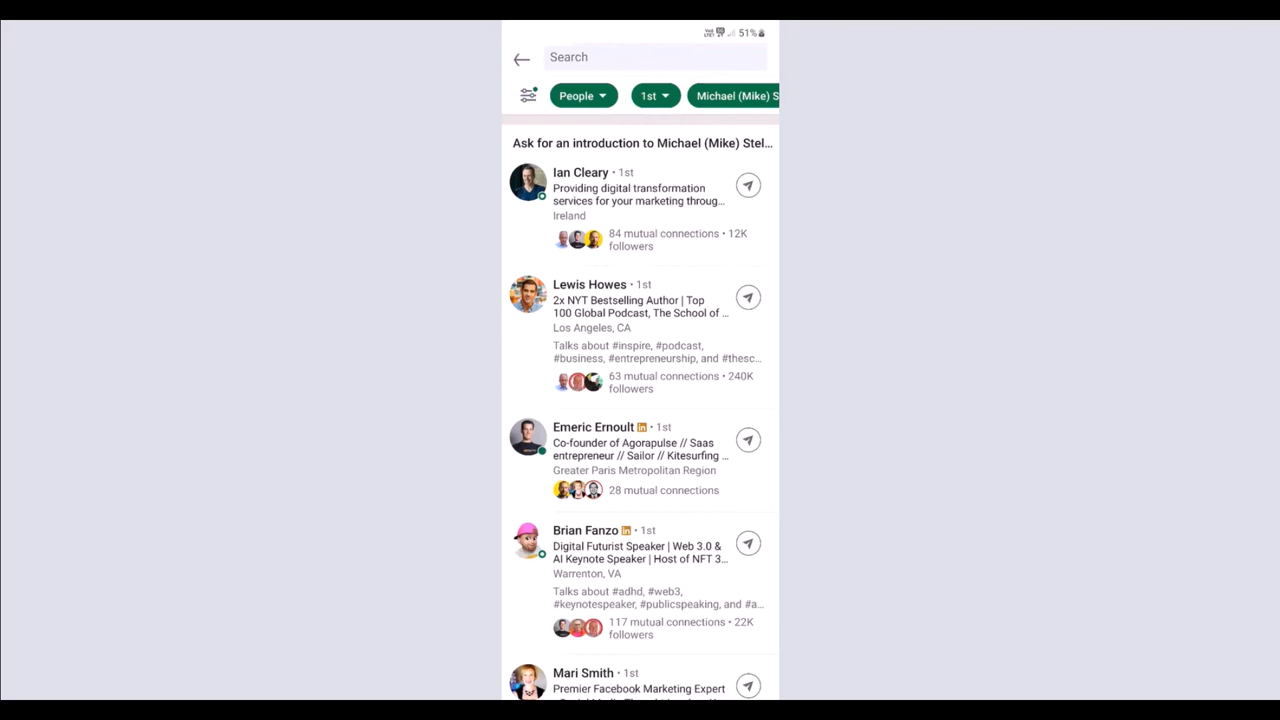 51%
Search
People
1st
Michael (Mike) S
Ask for an introduction to Michael (Mike) Stel...
Ian Cleary • 1st
Providing digital transformation
services for your marketing throug...
Ireland
84 mutual connections • 12K
followers
Lewis Howes • 1st
2x NYT Bestselling Author | Top
100 Global Podcast, The School of ...
Los Angeles, CA
Talks about #inspire, #podcast,
#business, #entrepreneurship, and #thesc...
63 mutual connections • 240K
followers
Emeric Ernoult in • 1st
Co-founder of Agorapulse // Saas
entrepreneur // Sailor // Kitesurfing ...
Greater Paris Metropolitan Region
28 mutual connections
Brian Fanzo in • 1st
Digital Futurist Speaker | Web 3.0 &
AI Keynote Speaker | Host of NFT 3...
Warrenton, VA
Talks about #adhd, #web3,
#keynotespeaker, #publicspeaking, and #a...
117 mutual connections • 22K
followers
Mari Smith • 1st
Premier Facebook Marketing Expert